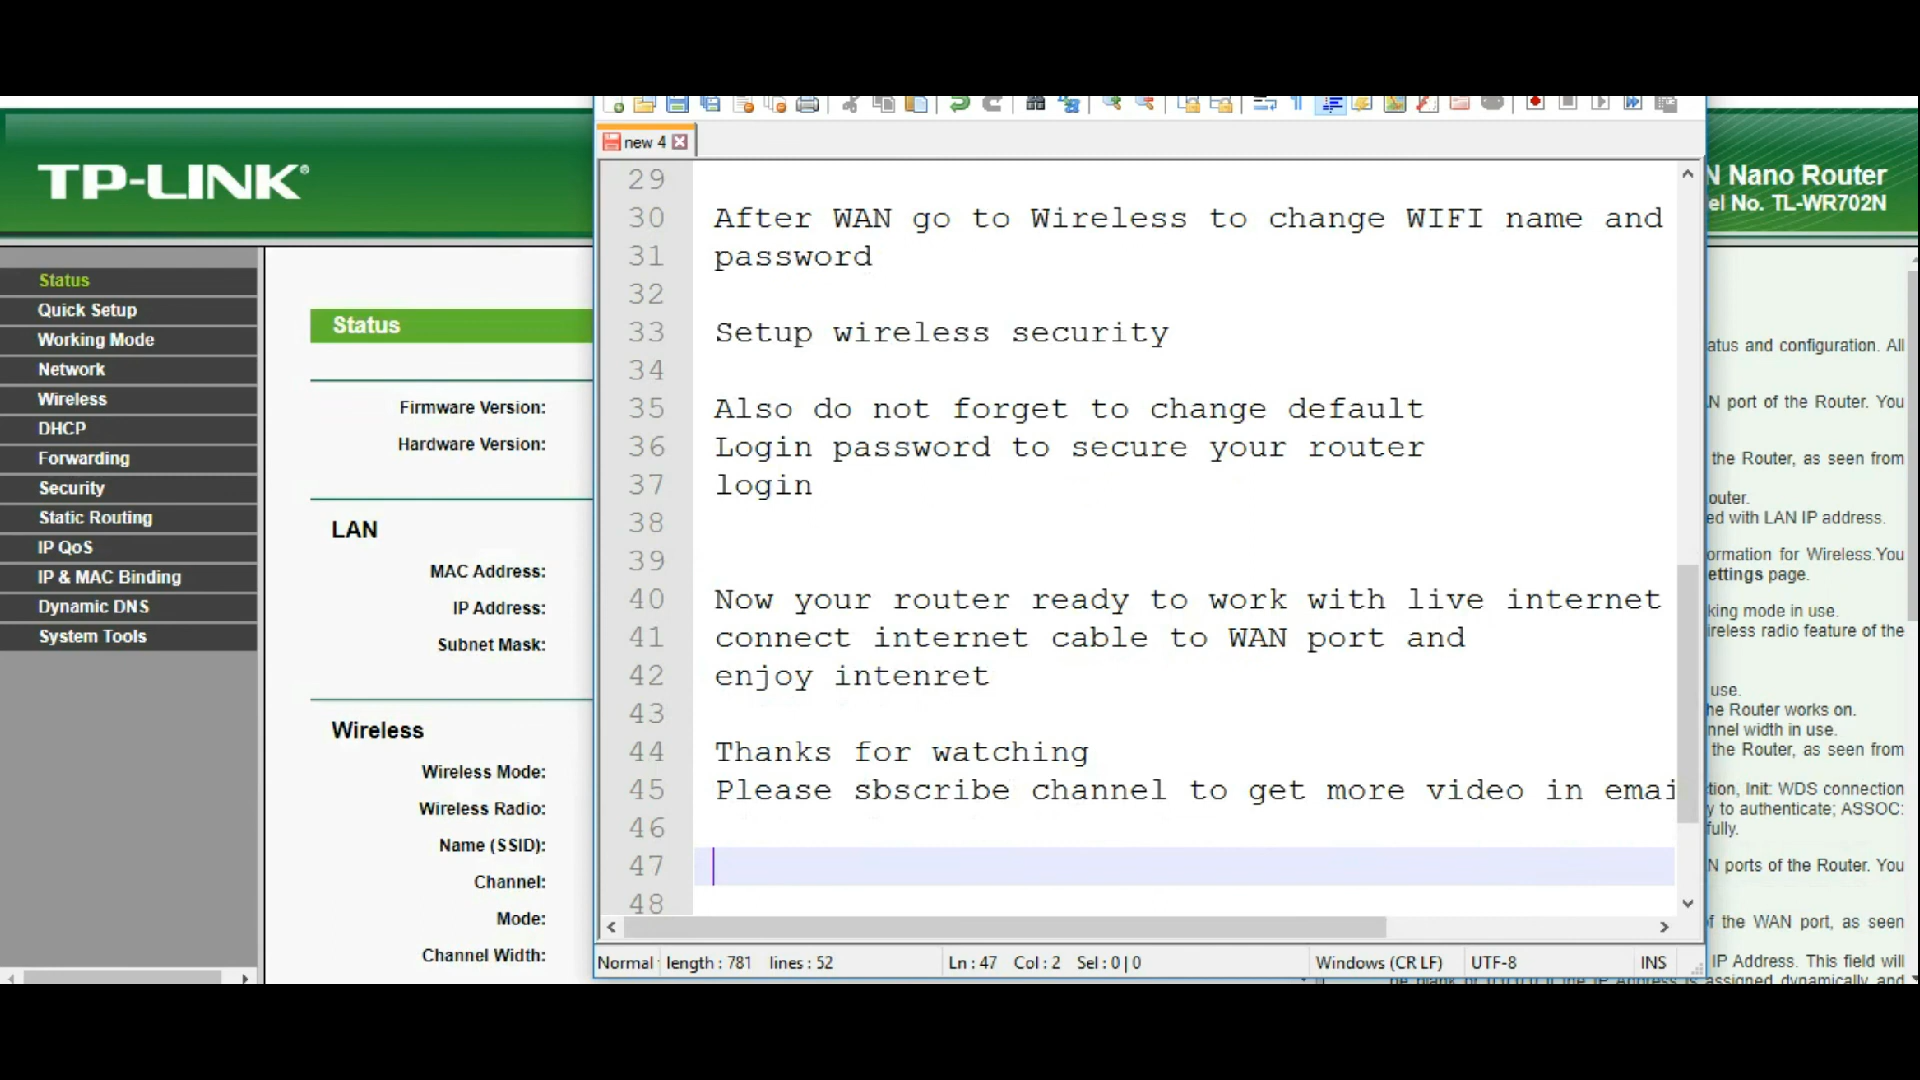 TP-LINK®
N Nano Router
el No. TL-WR702N
Status
Quick Setup
Working Mode
Network
Wireless
DHCP
Forwarding
Security
Static Routing
IP QoS
IP & MAC Binding
Dynamic DNS
System Tools
Status
Firmware Version:
Hardware Version:
LAN
MAC Address:
IP Address:
Subnet Mask:
Wireless
Wireless Mode:
Wireless Radio:
Name (SSID):
Channel:
Mode:
Channel Width:
new 4
29
30 After WAN go to Wireless to change WIFI name and
31 password
32
33 Setup wireless security
34
35 Also do not forget to change default
36 Login password to secure your router
37 login
38
39
40 Now your router ready to work with live internet
41 connect internet cable to WAN port and
42 enjoy intenret
43
44 Thanks for watching
45 Please sbscribe channel to get more video in emai
46
47
48
Normal length : 781 lines : 52 Ln : 47 Col : 2 Sel : 0 | 0 Windows (CR LF) UTF-8 INS
atus and configuration. All
N port of the Router. You
the Router, as seen from
outer.
ed with LAN IP address.
ormation for Wireless.You
ettings page.
king mode in use.
ireless radio feature of the
use.
he Router works on.
nnel width in use.
the Router, as seen from
tion, Init: WDS connection
y to authenticate; ASSOC:
fully.
N ports of the Router. You
of the WAN port, as seen
IP Address. This field will
assigned dynamically and